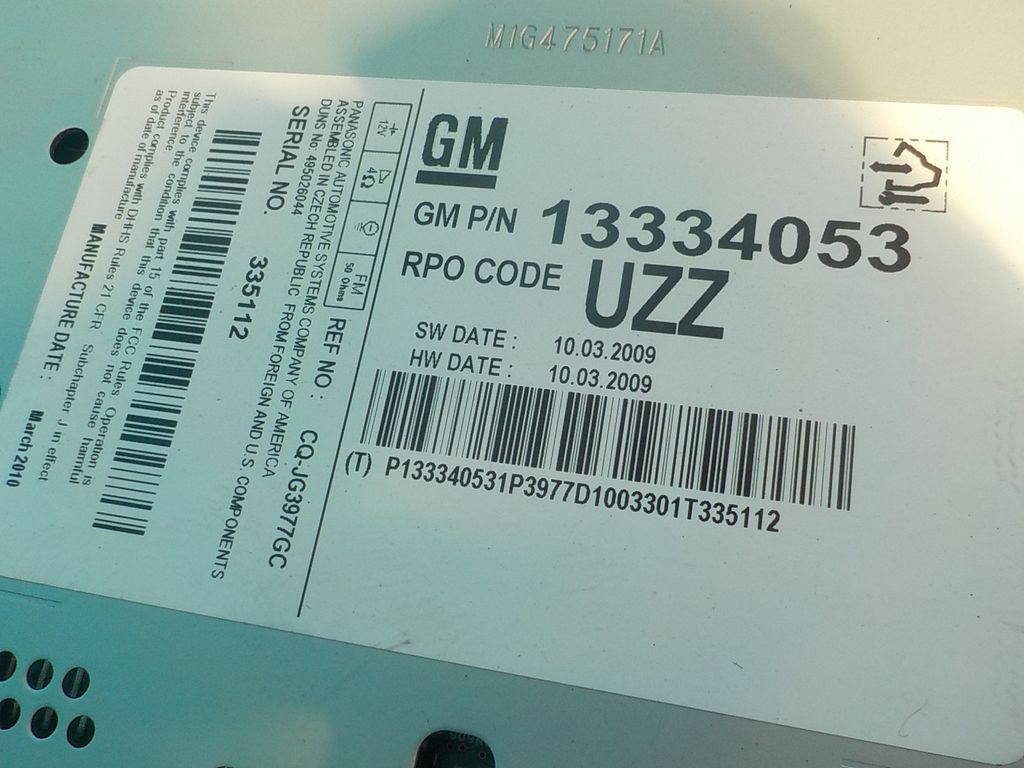 M1G475171A
GM
GM P/N 13334053
RPO CODE UZZ
SW DATE : 10.03.2009
HW DATE : 10.03.2009
(T) P133340531P3977D1003301T335112
+ 12V
4Ω
FM 50 Ohms
REF NO : CQ-JG3977GC
PANASONIC AUTOMOTIVE SYSTEMS COMPANY OF AMERICA
ASSEMBLED IN CZECH REPUBLIC FROM FOREIGN AND U.S. COMPONENTS
DUNS No: 495026044
SERIAL NO. 335112
This device complies with part 15 of the FCC Rules. Operation is
subject to the condition that this device does not cause harmful
interference.
Product complies with DHHS Rules 21 CFR Subchapter J in effect
as of date of manufacture
MANUFACTURE DATE : March 2010